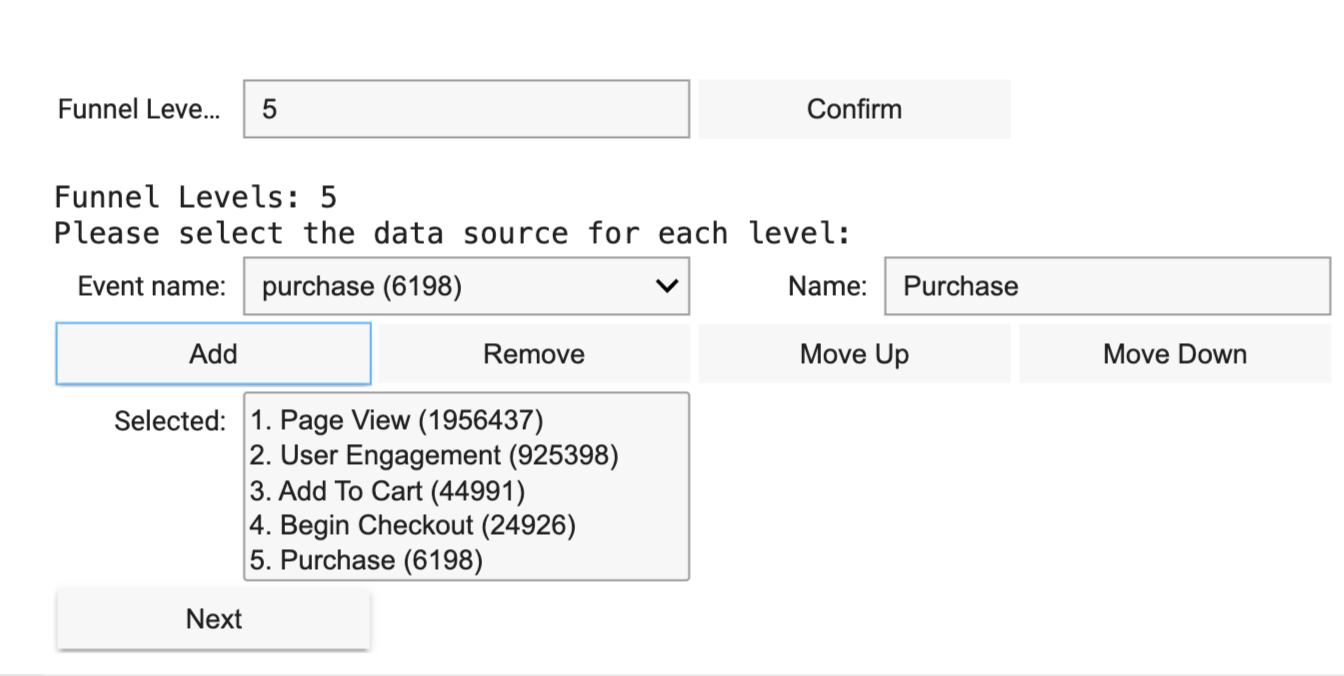 Funnel Leve... 5 Confirm
Funnel Levels: 5
Please select the data source for each level:
Event name: purchase (6198) Name: Purchase
Add Remove Move Up Move Down
Selected: 1. Page View (1956437)
2. User Engagement (925398)
3. Add To Cart (44991)
4. Begin Checkout (24926)
5. Purchase (6198)
Next